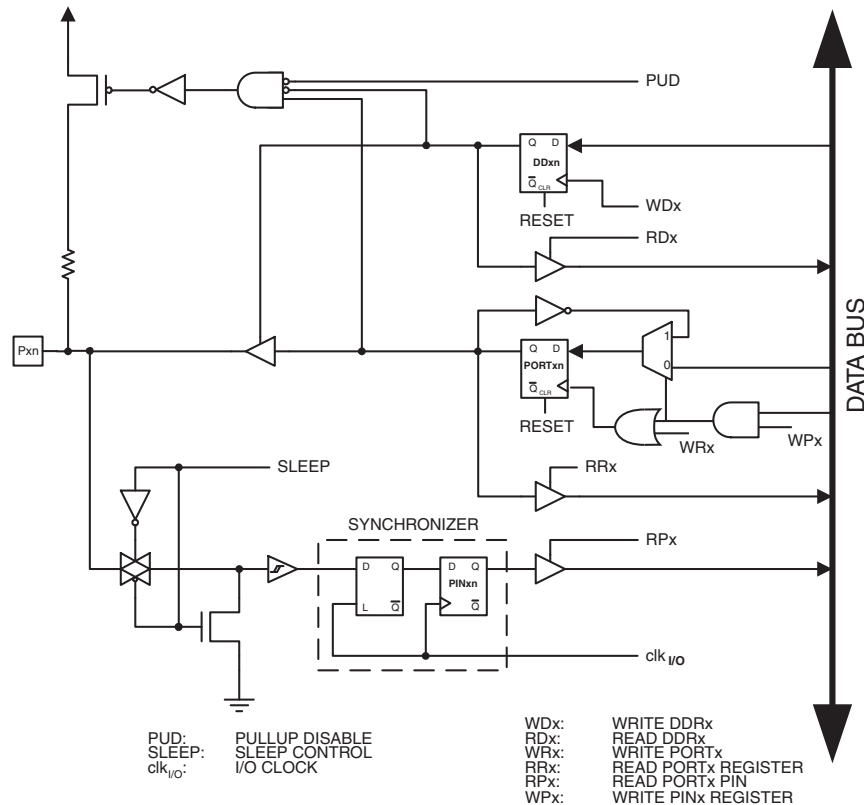 PUD
Q D
DDxn
Q
CLR
WDx
RESET
RDx
DATA BUS
1
Pxn
Q D
PORTxn
0
Q
CLR
RESET
WRx
WPx
RRx
SLEEP
SYNCHRONIZER
RPx
D Q
D Q
PINxn
L Q
Q
clk I/O
PUD: PULLUP DISABLE
SLEEP: SLEEP CONTROL
clkI/O: I/O CLOCK
WDx: WRITE DDRx
RDx: READ DDRx
WRx: WRITE PORTx
RRx: READ PORTx REGISTER
RPx: READ PORTx PIN
WPx: WRITE PINx REGISTER